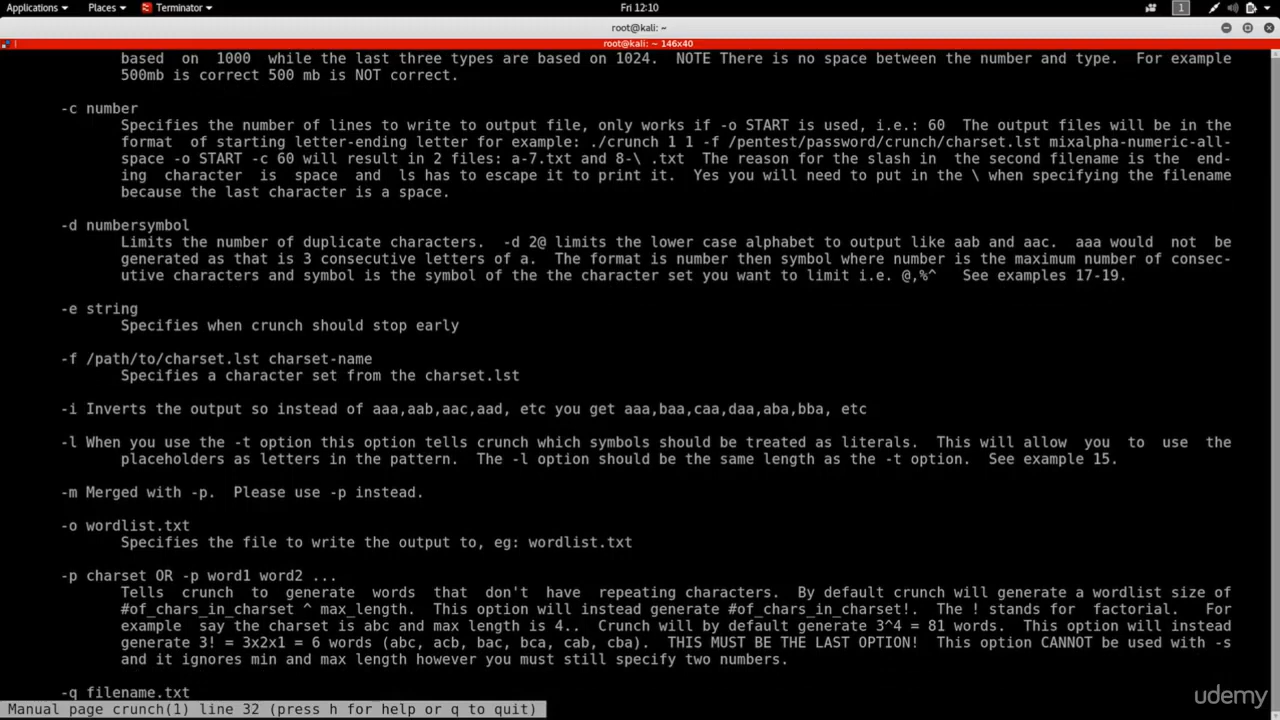 Applications Places Terminator Fri 12:10 1
root@kali: ~
root@kali: ~ 146x40
based on 1000 while the last three types are based on 1024. NOTE There is no space between the number and type. For example
500mb is correct 500 mb is NOT correct.
-c number
Specifies the number of lines to write to output file, only works if -o START is used, i.e.: 60 The output files will be in the
format of starting letter-ending letter for example: ./crunch 1 1 -f /pentest/password/crunch/charset.lst mixalpha-numeric-all-
space -o START -c 60 will result in 2 files: a-7.txt and 8-\ .txt The reason for the slash in the second filename is the end-
ing character is space and ls has to escape it to print it. Yes you will need to put in the \ when specifying the filename
because the last character is a space.
-d numbersymbol
Limits the number of duplicate characters. -d 2@ limits the lower case alphabet to output like aab and aac. aaa would not be
generated as that is 3 consecutive letters of a. The format is number then symbol where number is the maximum number of consec-
utive characters and symbol is the symbol of the the character set you want to limit i.e. @,%^ See examples 17-19.
-e string
Specifies when crunch should stop early
-f /path/to/charset.lst charset-name
Specifies a character set from the charset.lst
-i Inverts the output so instead of aaa,aab,aac,aad, etc you get aaa,baa,caa,daa,aba,bba, etc
-l When you use the -t option this option tells crunch which symbols should be treated as literals. This will allow you to use the
placeholders as letters in the pattern. The -l option should be the same length as the -t option. See example 15.
-m Merged with -p. Please use -p instead.
-o wordlist.txt
Specifies the file to write the output to, eg: wordlist.txt
-p charset OR -p word1 word2 ...
Tells crunch to generate words that don't have repeating characters. By default crunch will generate a wordlist size of
#of_chars_in_charset ^ max_length. This option will instead generate #of_chars_in_charset!. The ! stands for factorial. For
example say the charset is abc and max length is 4.. Crunch will by default generate 3^4 = 81 words. This option will instead
generate 3! = 3x2x1 = 6 words (abc, acb, bac, bca, cab, cba). THIS MUST BE THE LAST OPTION! This option CANNOT be used with -s
and it ignores min and max length however you must still specify two numbers.
-q filename.txt
Manual page crunch(1) line 32 (press h for help or q to quit)
udemy